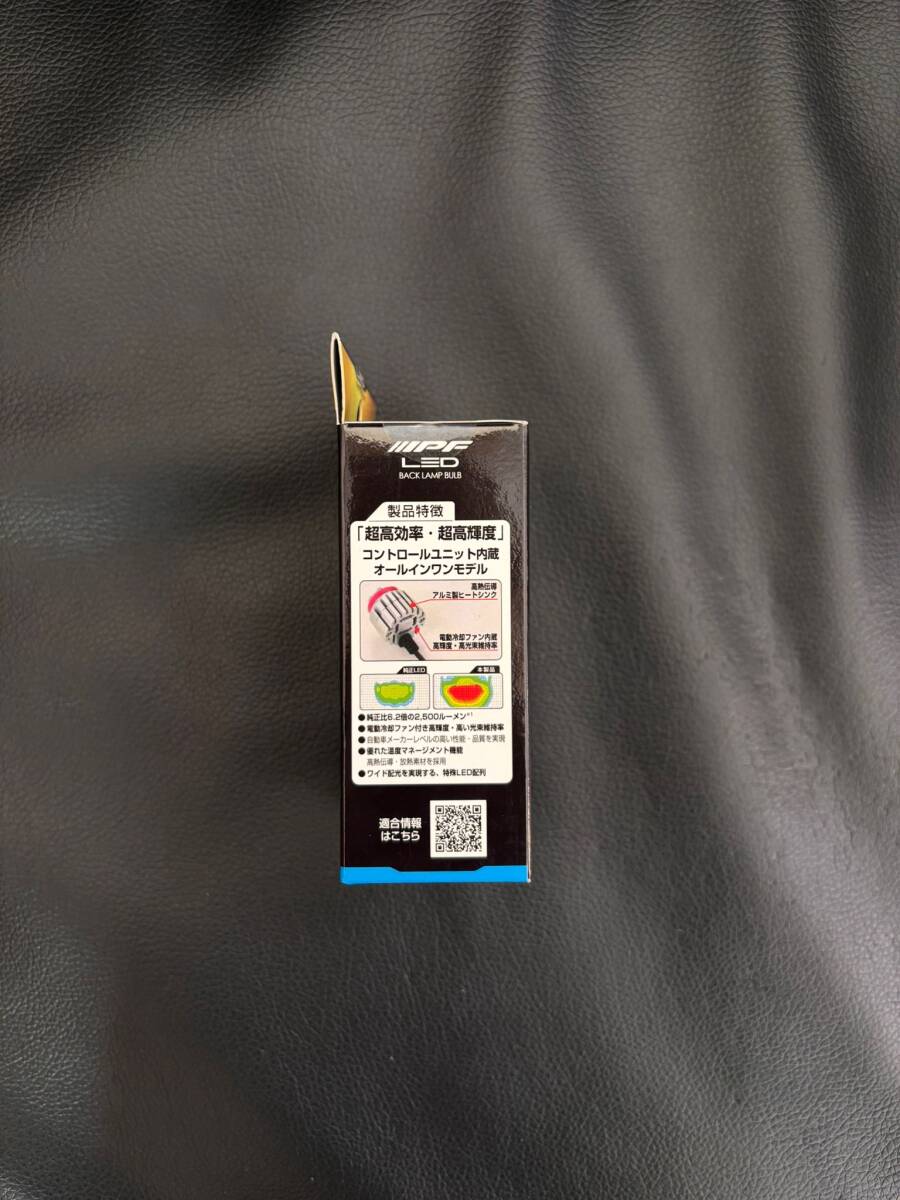 IPF
LED
BACK LAMP BULB
製品特徴
「超高効率・超高輝度」
コントロールユニット内蔵
オールインワンモデル
高熱伝導
アルミ製ヒートシンク
電動冷却ファン内蔵
高輝度・高光束維持率
純正LED
本製品
●純正比6.2倍の2,500ルーメン※1
●電動冷却ファン付き高輝度・高い光束維持率
●自動車メーカーレベルの高い性能・品質を実現
●優れた温度マネージメント機能
高熱伝導・放熱素材を採用
●ワイド配光を実現する、特殊LED配列
適合情報
はこちら